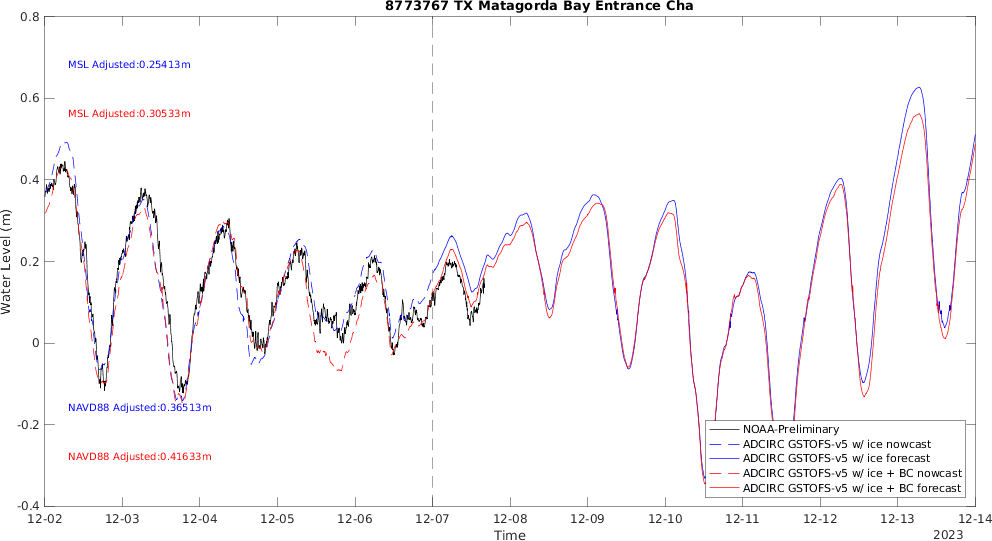 8773767 TX Matagorda Bay Entrance Cha
0.8
0.6
0.4
0.2
0
-0.2
-0.4
Water Level (m)
MSL Adjusted:0.25413m
MSL Adjusted:0.30533m
NAVD88 Adjusted:0.36513m
NAVD88 Adjusted:0.41633m
NOAA-Preliminary
ADCIRC GSTOFS-v5 w/ ice nowcast
ADCIRC GSTOFS-v5 w/ ice forecast
ADCIRC GSTOFS-v5 w/ ice + BC nowcast
ADCIRC GSTOFS-v5 w/ ice + BC forecast
12-02 12-03 12-04 12-05 12-06 12-07 12-08 12-09 12-10 12-11 12-12 12-13 12-14
Time
2023